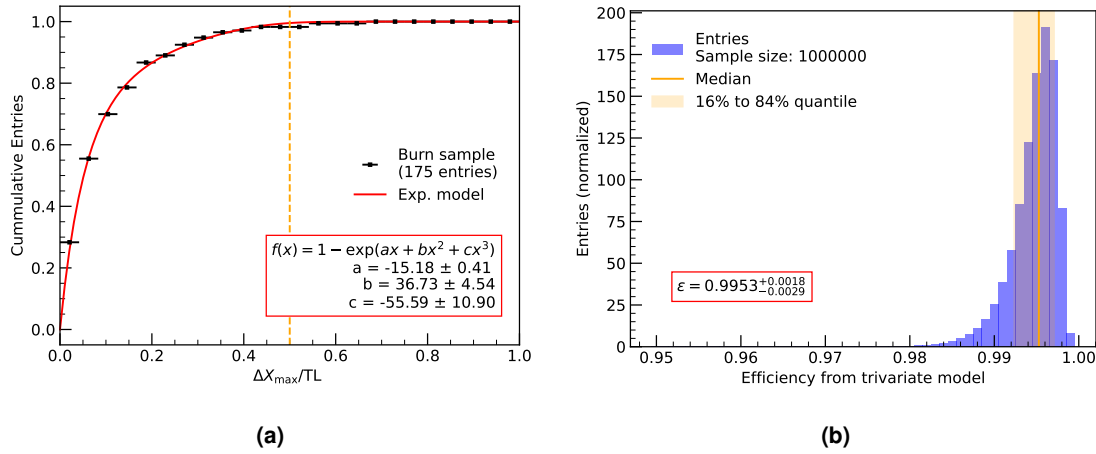 1.0
0.8
0.6
0.4
0.2
0.0
Cummulative Entries
Burn sample
(175 entries)
Exp. model
f(x) = 1 − exp(ax + bx² + cx³)
a = -15.18 ± 0.41
b = 36.73 ± 4.54
c = -55.59 ± 10.90
0.0 0.2 0.4 0.6 0.8 1.0
ΔX_max/TL
(a)
200
175
150
125
100
75
50
25
0
Entries (normalized)
Entries
Sample size: 1000000
Median
16% to 84% quantile
ε = 0.9953 +0.0018 −0.0029
0.95 0.96 0.97 0.98 0.99 1.00
Efficiency from trivariate model
(b)